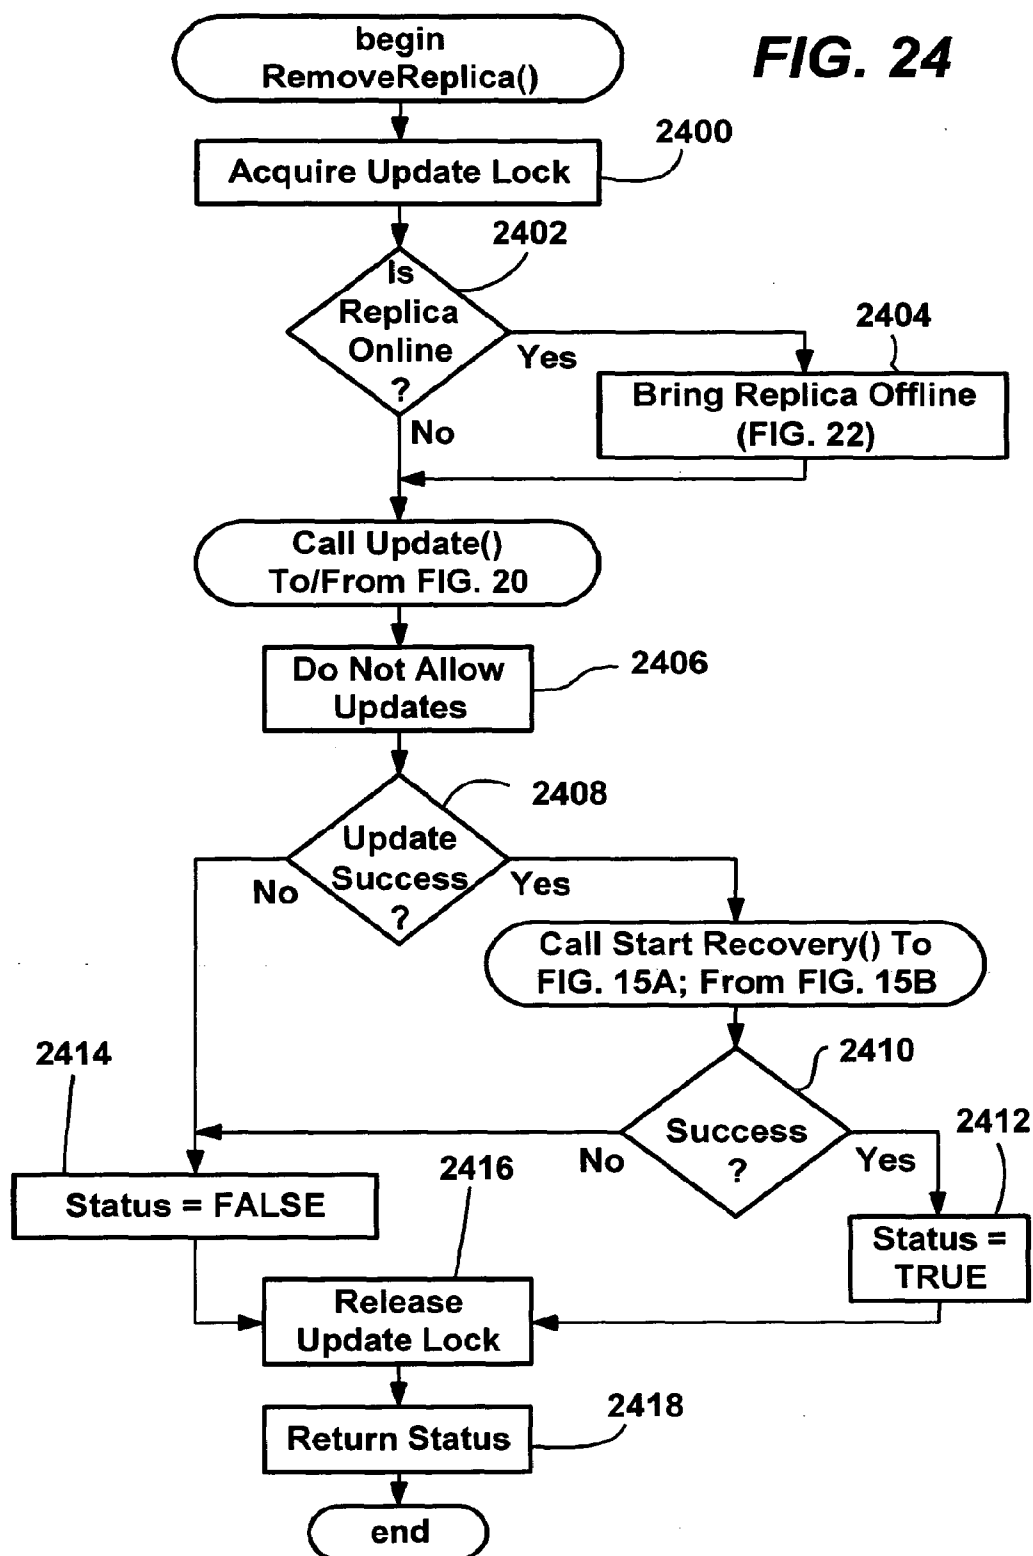 begin
RemoveReplica()
FIG. 24
2400
Acquire Update Lock
2402
Is
Replica
Online
?
Yes
No
2404
Bring Replica Offline
(FIG. 22)
Call Update()
To/From FIG. 20
Do Not Allow
Updates
2406
2408
Update
Success
?
No
Yes
Call Start Recovery() To
FIG. 15A; From FIG. 15B
2414
2410
Success
?
No
Yes
2412
Status = FALSE
2416
Status =
TRUE
Release
Update Lock
2418
Return Status
end